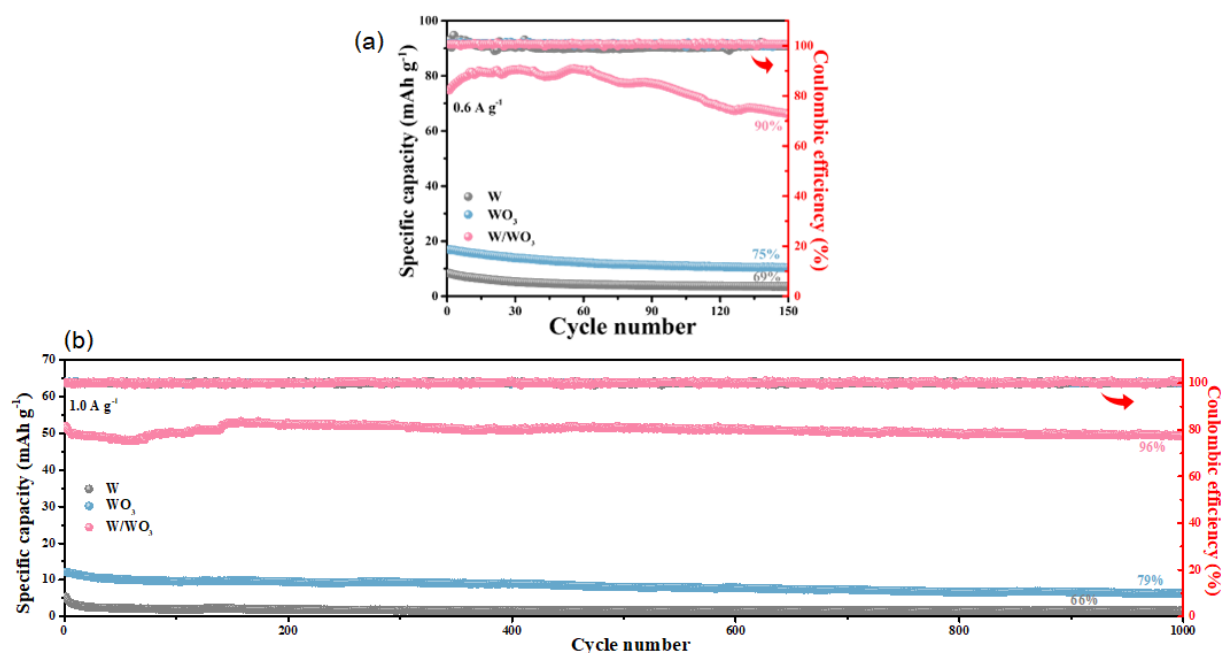 (a)
Specific capacity (mAh g⁻¹)
100
80
60
40
20
0
0.6 A g⁻¹
W
WO₃
W/WO₃
90%
75%
69%
0 30 60 90 120 150
Cycle number
100
80
60
40
20
0
Coulombic efficiency (%)
(b)
Specific capacity (mAh g⁻¹)
70
60
50
40
30
20
10
0
1.0 A g⁻¹
W
WO₃
W/WO₃
96%
79%
66%
0 200 400 600 800 1000
Cycle number
100
80
60
40
20
0
Coulombic efficiency (%)